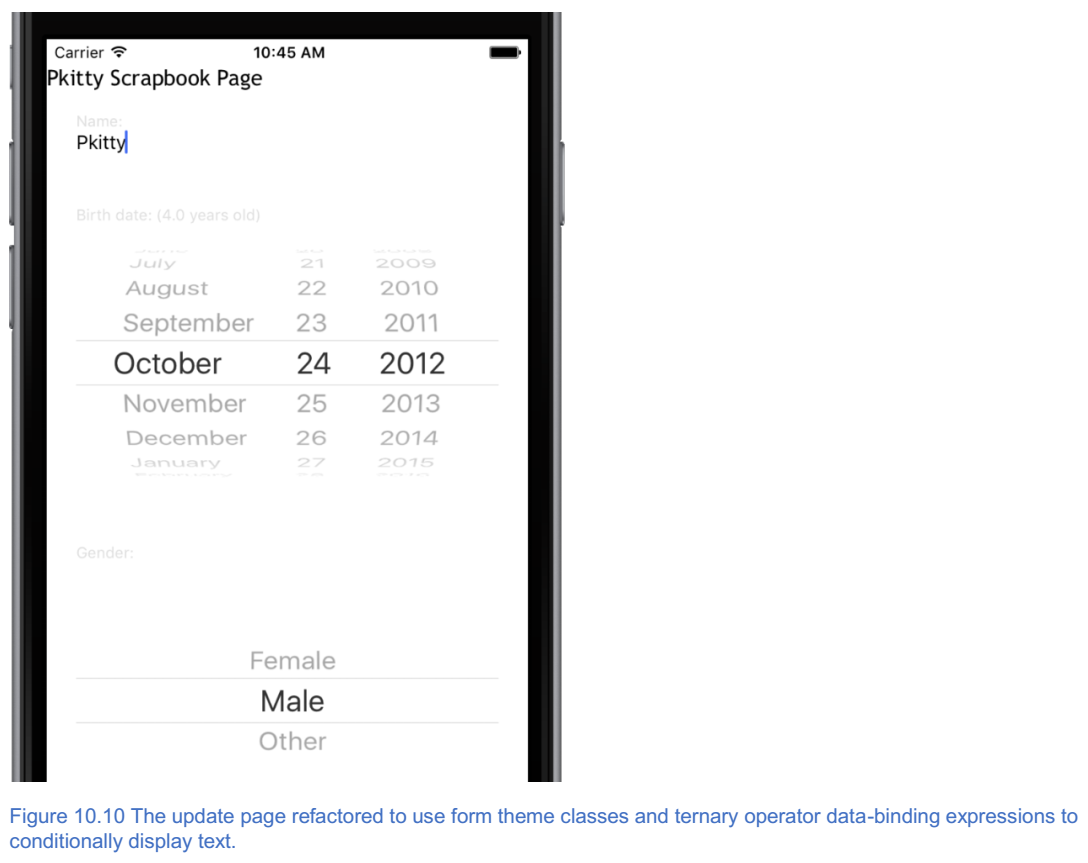 Carrier 10:45 AM
Pkitty Scrapbook Page
Name:
Pkitty
Birth date: (4.0 years old)
July 21 2009
August 22 2010
September 23 2011
October 24 2012
November 25 2013
December 26 2014
January 27 2015
Gender:
Female
Male
Other
Figure 10.10 The update page refactored to use form theme classes and ternary operator data-binding expressions to
conditionally display text.